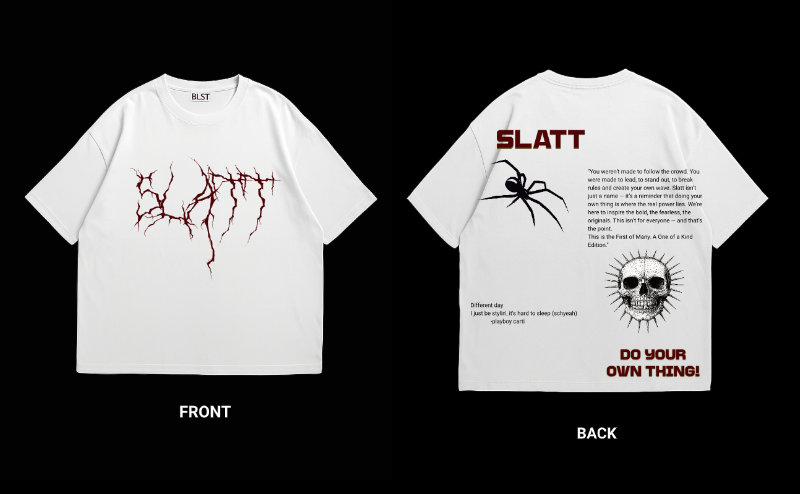 BLST
SLATT
FRONT
SLATT
"You weren't made to follow the crowd. You
were made to lead, to stand out, to break
rules and create your own wave. Slatt isn't
just a name — it's a reminder that doing your
own thing is where the real power lies. We're
here to inspire the bold, the fearless, the
originals. This isn't for everyone — and that's
the point.
This is the First of Many. A One of a Kind
Edition."
Different day
I just be stylin, it's hard to sleep (schyeah)
-playboy carti
DO YOUR
OWN THING!
BACK